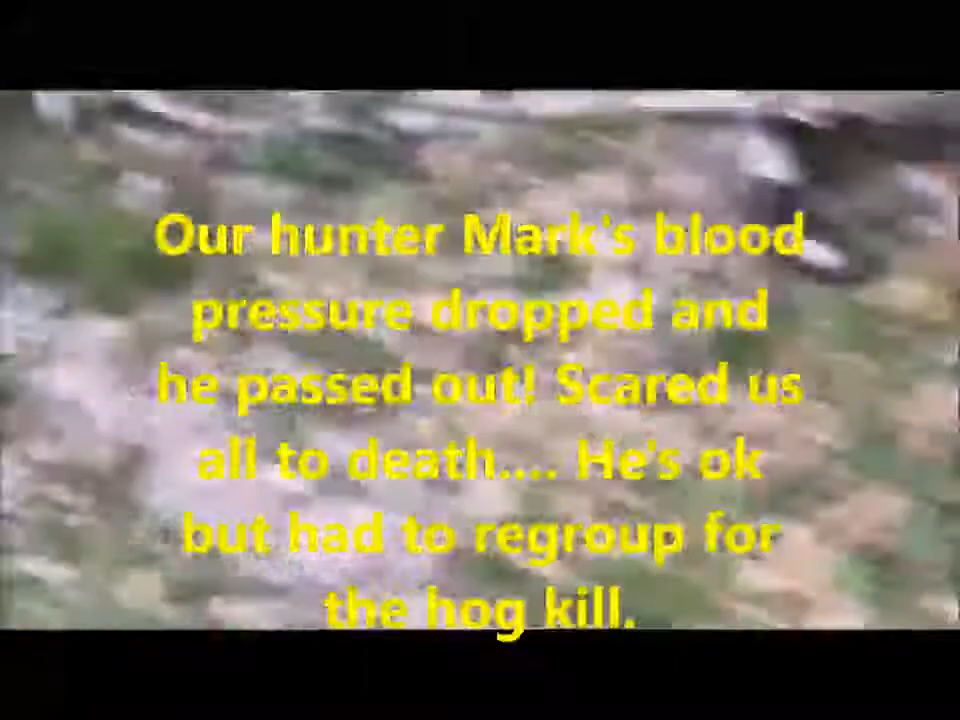 Our hunter Mark's blood
pressure dropped and
he passed out! Scared us
all to death.... He's ok
but had to regroup for
the hog kill.